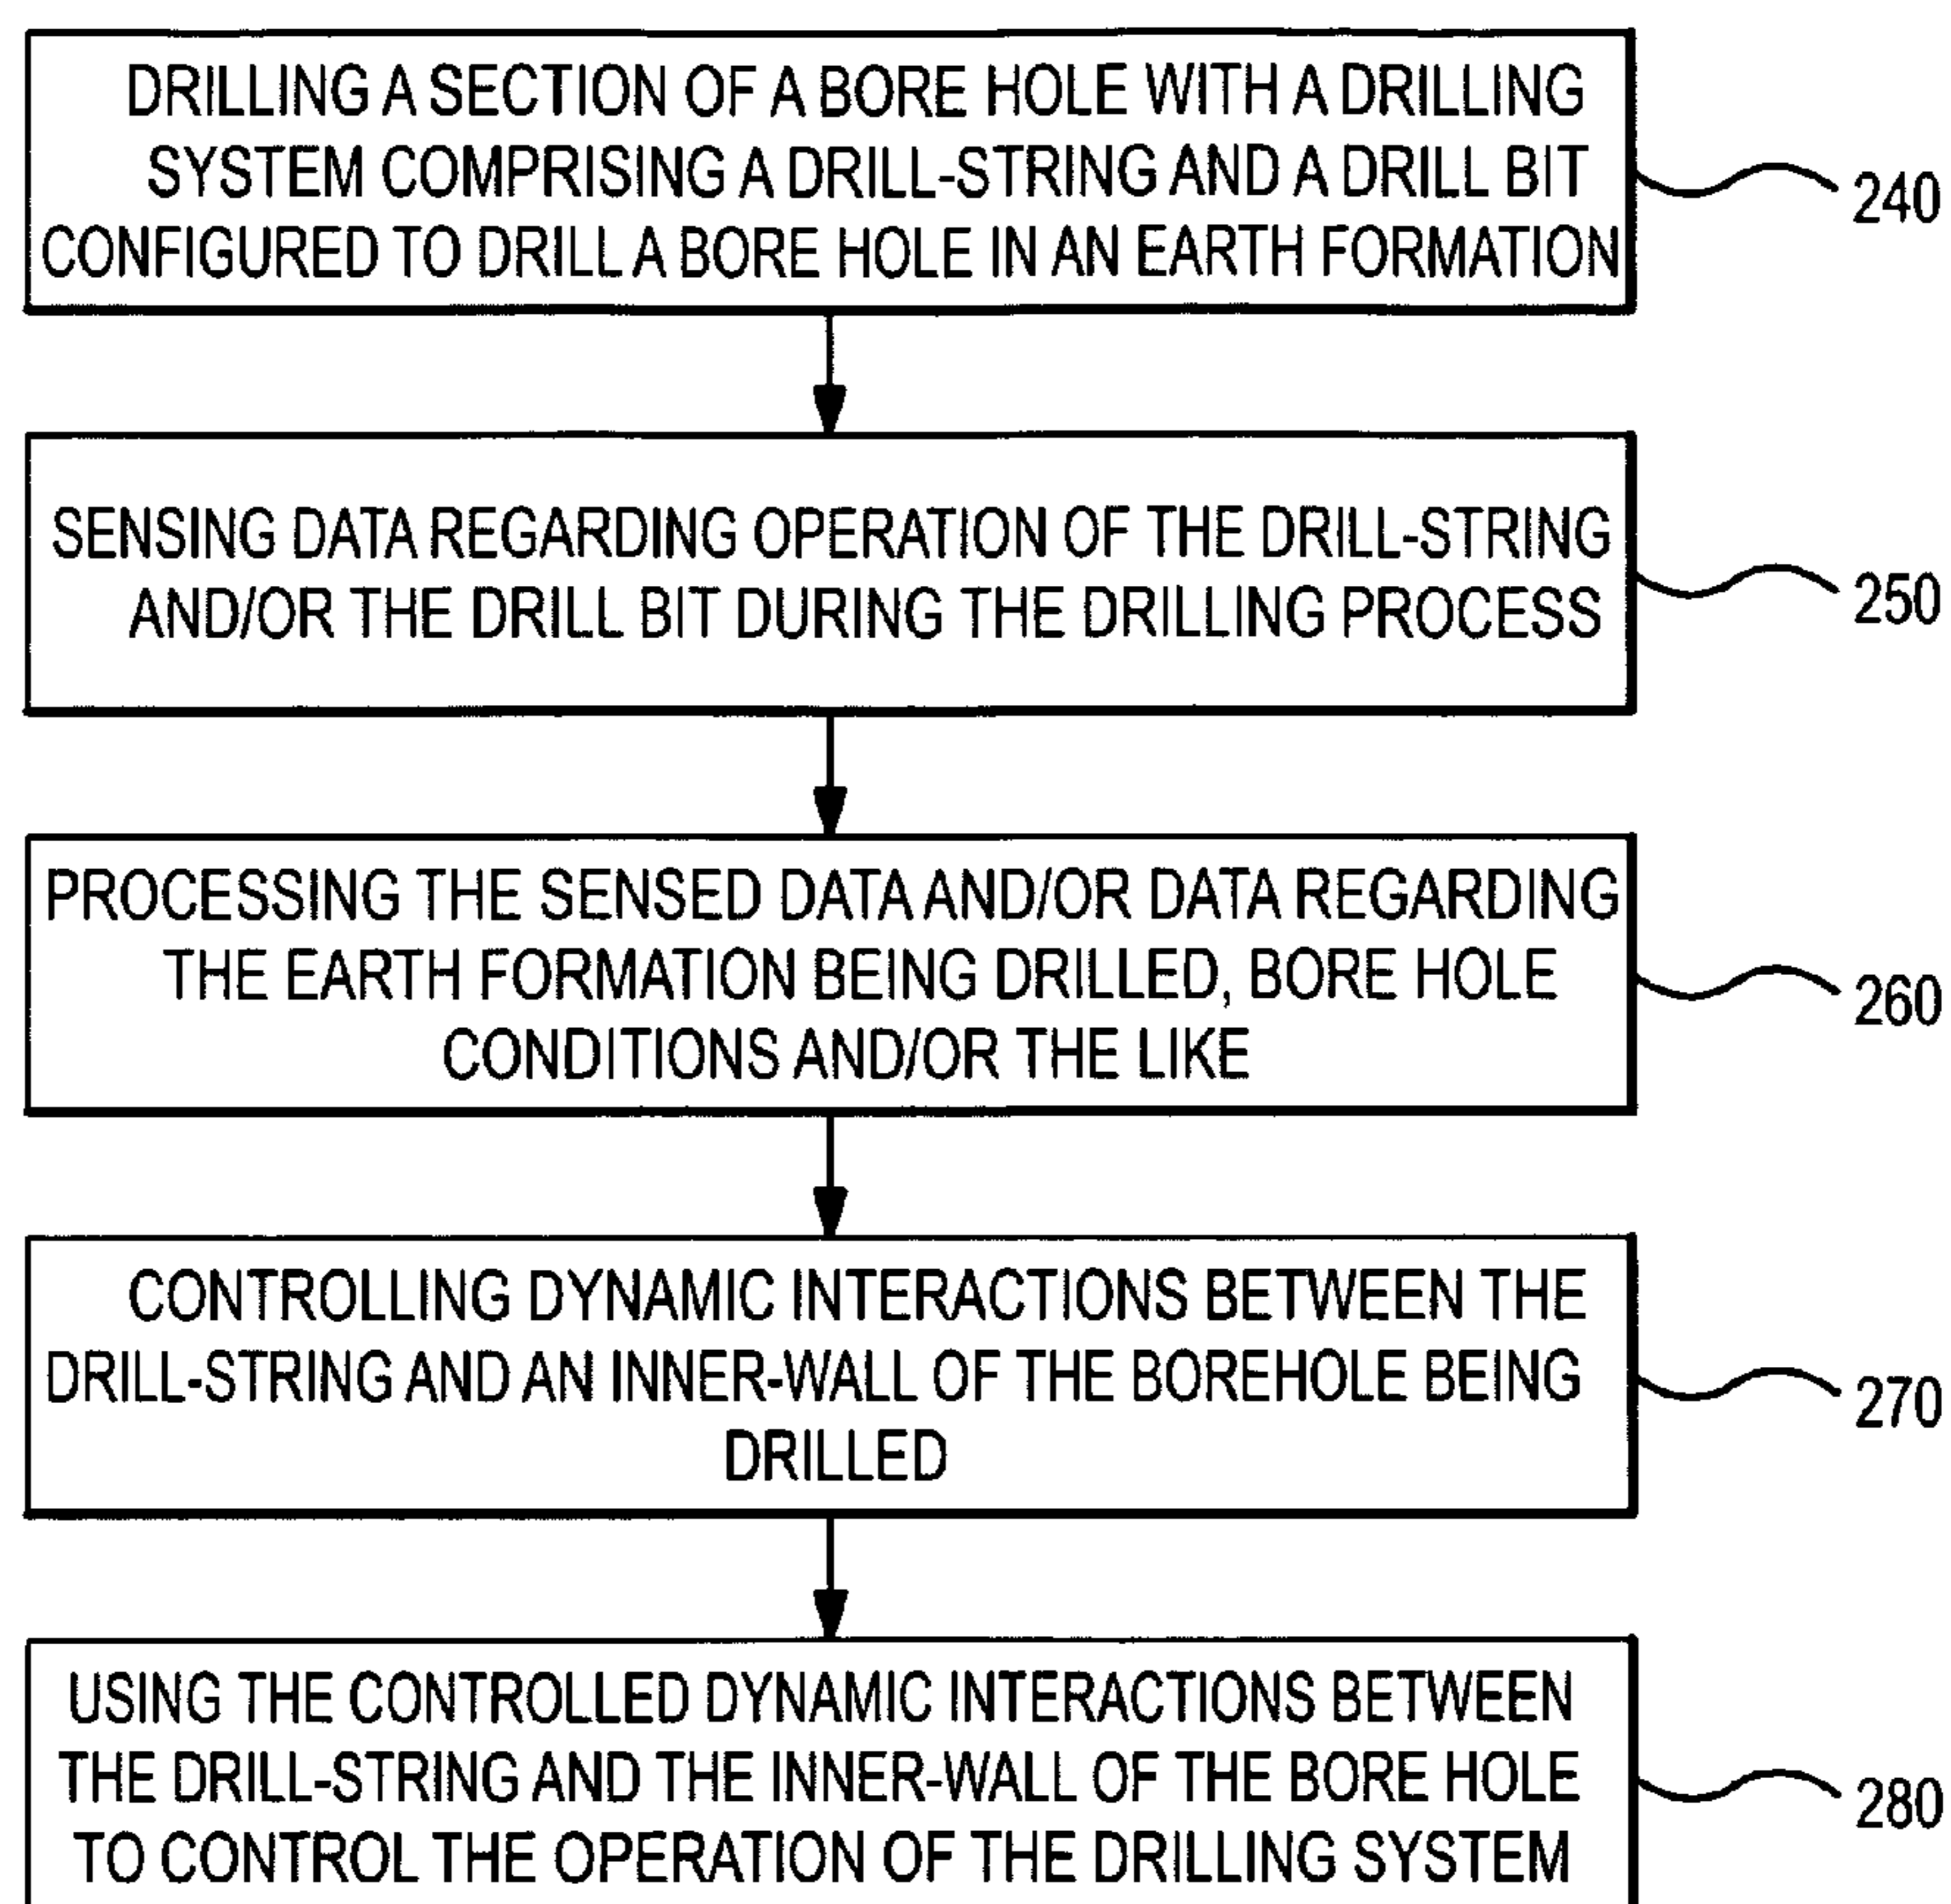 DRILLING A SECTION OF A BORE HOLE WITH A DRILLING
SYSTEM COMPRISING A DRILL-STRING AND A DRILL BIT
CONFIGURED TO DRILL A BORE HOLE IN AN EARTH FORMATION
240
SENSING DATA REGARDING OPERATION OF THE DRILL-STRING
AND/OR THE DRILL BIT DURING THE DRILLING PROCESS
250
PROCESSING THE SENSED DATA AND/OR DATA REGARDING
THE EARTH FORMATION BEING DRILLED, BORE HOLE
CONDITIONS AND/OR THE LIKE
260
CONTROLLING DYNAMIC INTERACTIONS BETWEEN THE
DRILL-STRING AND AN INNER-WALL OF THE BOREHOLE BEING
DRILLED
270
USING THE CONTROLLED DYNAMIC INTERACTIONS BETWEEN
THE DRILL-STRING AND THE INNER-WALL OF THE BORE HOLE
TO CONTROL THE OPERATION OF THE DRILLING SYSTEM
280